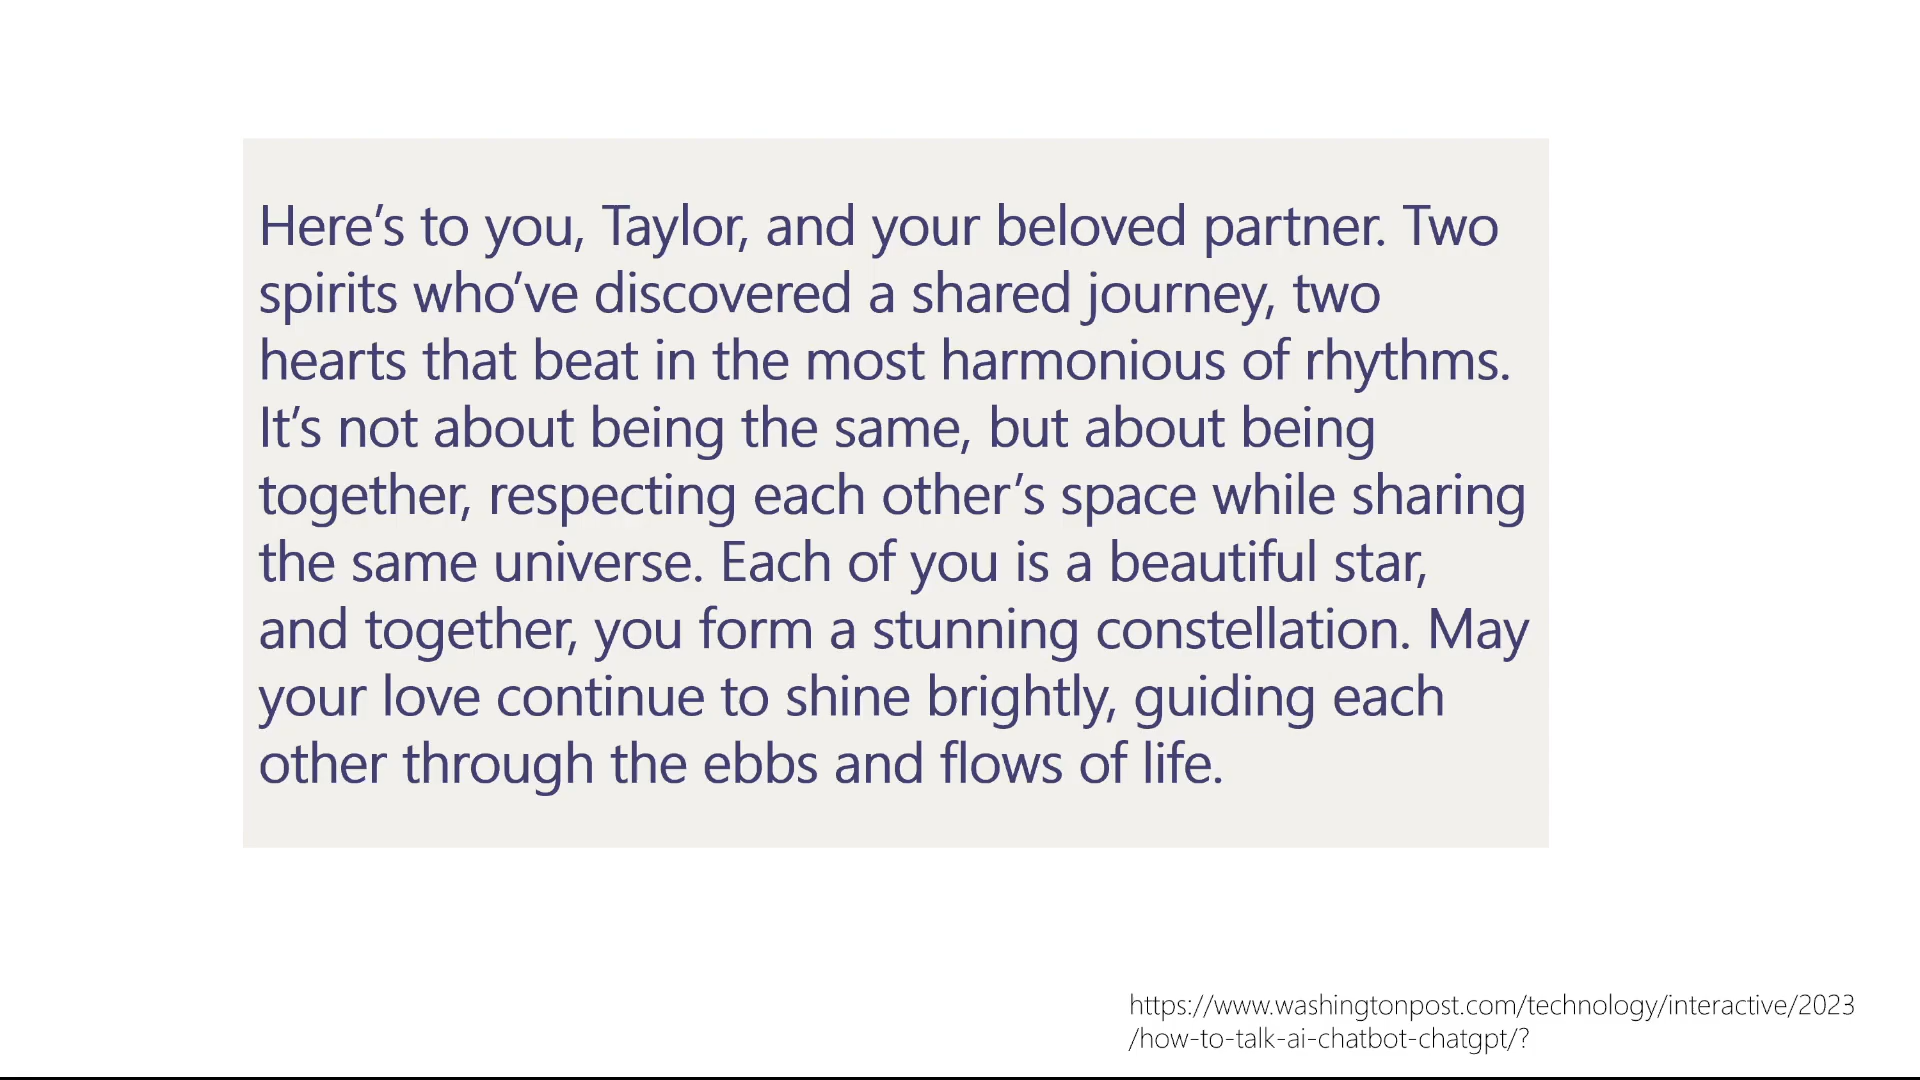 Here’s to you, Taylor, and your beloved partner. Two
spirits who’ve discovered a shared journey, two
hearts that beat in the most harmonious of rhythms.
It’s not about being the same, but about being
together, respecting each other’s space while sharing
the same universe. Each of you is a beautiful star,
and together, you form a stunning constellation. May
your love continue to shine brightly, guiding each
other through the ebbs and flows of life.
https://www.washingtonpost.com/technology/interactive/2023
/how-to-talk-ai-chatbot-chatgpt/?